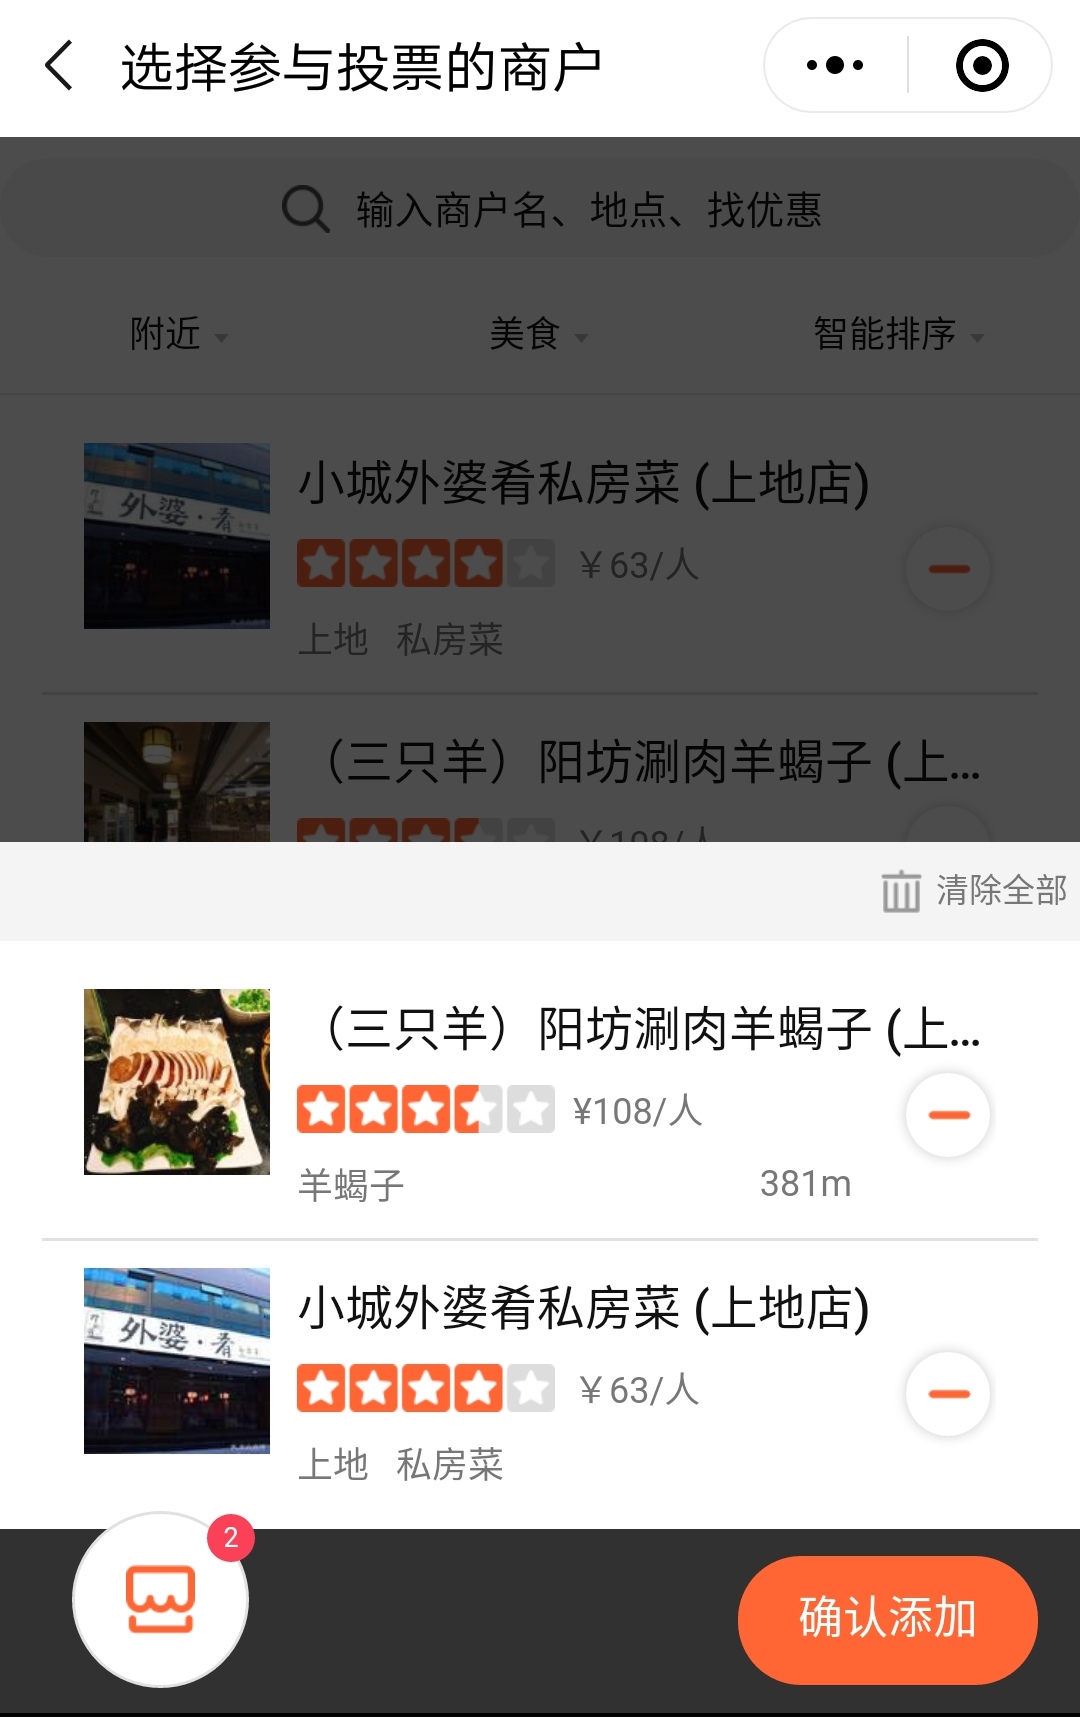 选择参与投票的商户
输入商户名、地点、找优惠
附近
美食
智能排序
外婆·肴
小城外婆肴私房菜 (上地店)
￥63/人
上地 私房菜
（三只羊）阳坊涮肉羊蝎子 (上...
￥108/人
清除全部
（三只羊）阳坊涮肉羊蝎子 (上...
¥108/人
羊蝎子
381m
外婆·肴
小城外婆肴私房菜 (上地店)
￥63/人
上地 私房菜
2
确认添加